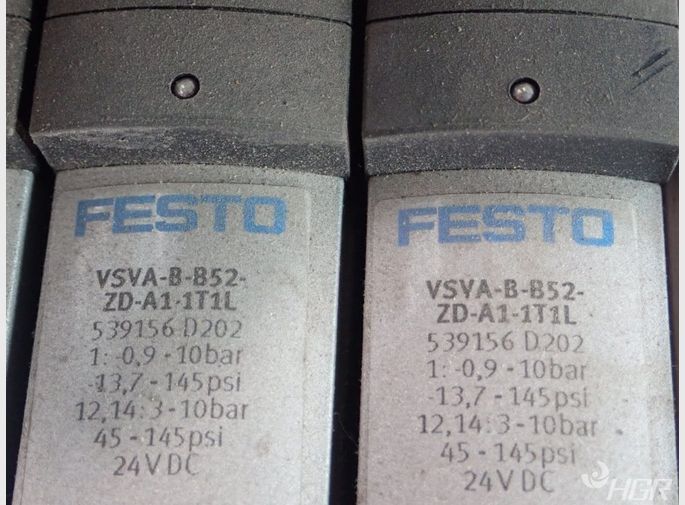 FESTO
VSVA-B-B52-
ZD-A1-1T1L
539156 D202
1: -0,9 - 10bar
-13,7 - 145psi
12,14: 3 - 10bar
45 - 145psi
24V DC
FESTO
VSVA-B-B52-
ZD-A1-1T1L
539156 D202
1: -0,9 - 10bar
-13,7 - 145psi
12,14: 3 - 10bar
45 - 145psi
24V DC
HGR